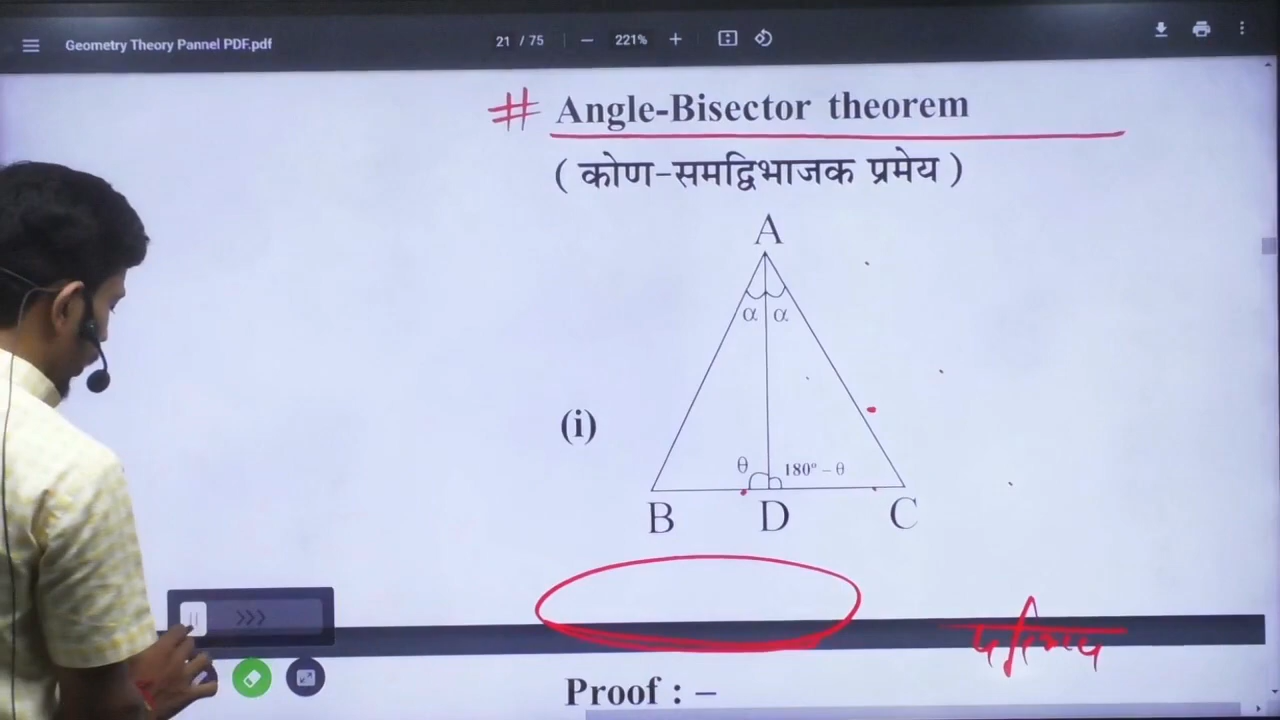 Geometry Theory Pannel PDF.pdf
21 / 75
221%
# Angle-Bisector theorem
( कोण-समद्विभाजक प्रमेय )
A
α α
(i)
θ 180° – θ
B D C
>>>
Proof : –